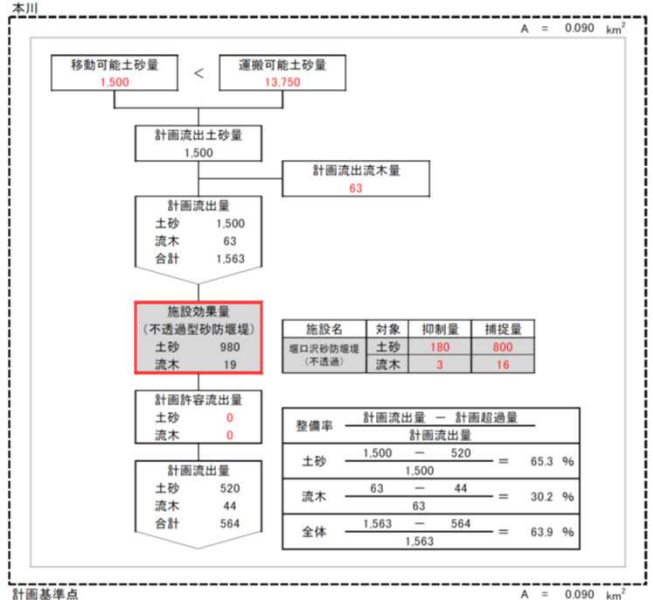 本川
A = 0.090 km²
移動可能土砂量 < 運搬可能土砂量
1,500 13,750
計画流出土砂量
1,500
計画流出流木量
63
計画流出量
土砂 1,500
流木 63
合計 1,563
施設効果量
(不透過型砂防堰堤)
土砂 980
流木 19
施設名 対象 抑制量 捕捉量
堀口沢砂防堰堤 土砂 180 800
(不透過) 流木 3 16
計画許容流出量
土砂 0
流木 0
計画流出量
土砂 520
流木 44
合計 564
計画流出量 － 計画超過量
整備率
計画流出量
1,500 － 520
土砂 = 65.3 %
1,500
63 － 44
流木 = 30.2 %
63
1,563 － 564
全体 = 63.9 %
1,563
計画基準点
A = 0.090 km²